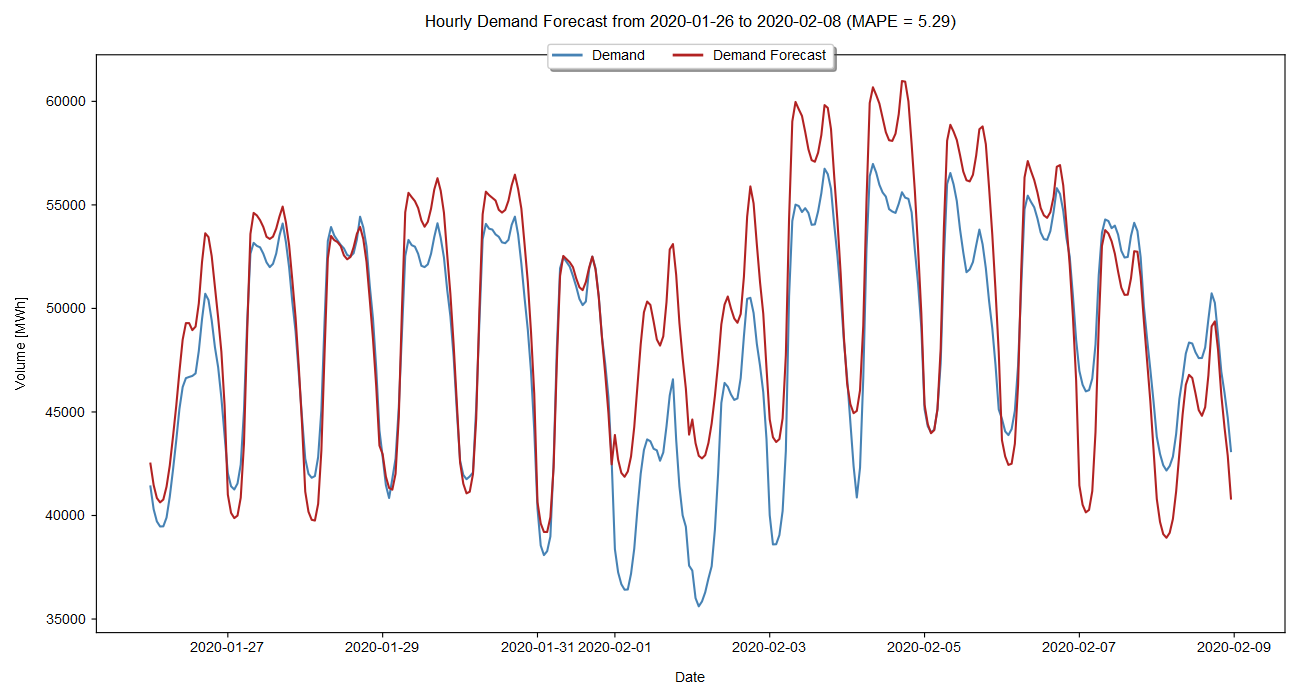 Hourly Demand Forecast from 2020-01-26 to 2020-02-08 (MAPE = 5.29)
Demand Demand Forecast
60000
55000
50000
45000
40000
35000
Volume [MWh]
2020-01-27 2020-01-29 2020-01-31 2020-02-01 2020-02-03 2020-02-05 2020-02-07 2020-02-09
Date